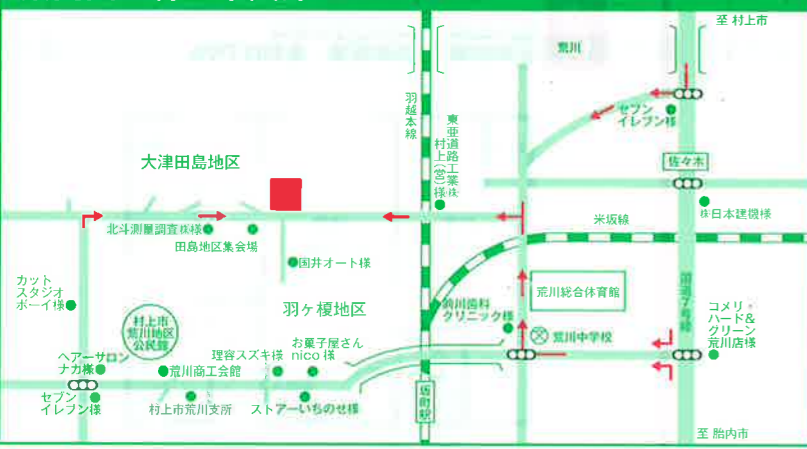 至 村上市
荒川
セブン
イレブン様
羽越本線
東亜道路工業㈱
村上(営)様
佐々木
㈱日本建機様
大津田島地区
米坂線
北斗測量調査㈱様
田島地区集会場
国井オート様
国道7号線
荒川総合体育館
カット
スタジオ
ボーイ様
羽ヶ榎地区
村上市
荒川地区
公民館
クリニック様
荒川中学校
コメリ・
ハード&
グリーン
荒川店様
お菓子屋さん
nico 様
理容スズキ様
ヘアーサロン
ナカ様
荒川商工会館
セブン
イレブン様
村上市荒川支所
ストアーいちのせ様
坂町駅
至 胎内市